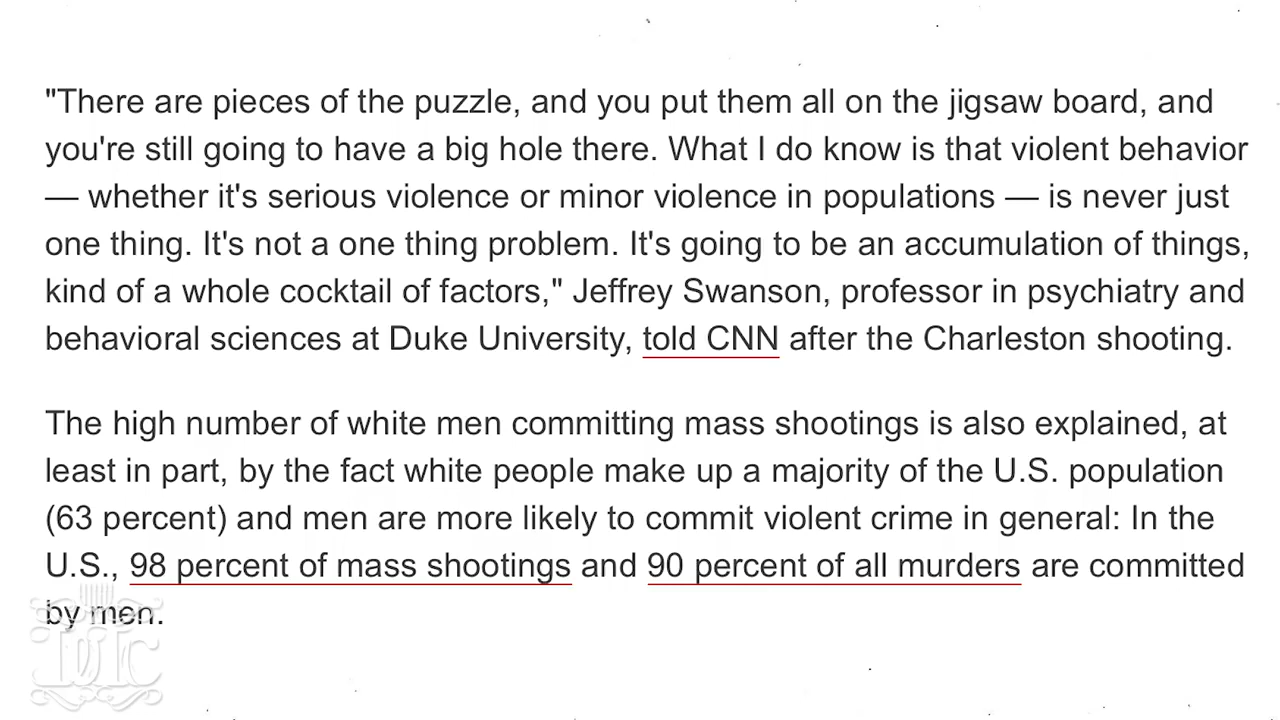 "There are pieces of the puzzle, and you put them all on the jigsaw board, and
you're still going to have a big hole there. What I do know is that violent behavior
— whether it's serious violence or minor violence in populations — is never just
one thing. It's not a one thing problem. It's going to be an accumulation of things,
kind of a whole cocktail of factors," Jeffrey Swanson, professor in psychiatry and
behavioral sciences at Duke University, told CNN after the Charleston shooting.
The high number of white men committing mass shootings is also explained, at
least in part, by the fact white people make up a majority of the U.S. population
(63 percent) and men are more likely to commit violent crime in general: In the
U.S., 98 percent of mass shootings and 90 percent of all murders are committed
by men.